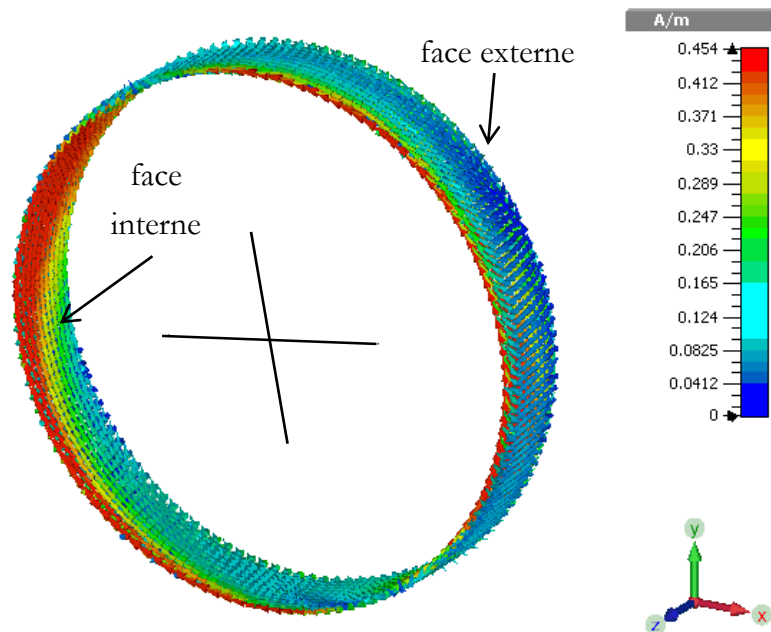 A/m
face externe
face
interne
0.454
0.412
0.371
0.33
0.289
0.247
0.206
0.165
0.124
0.0825
0.0412
0
y
z
x